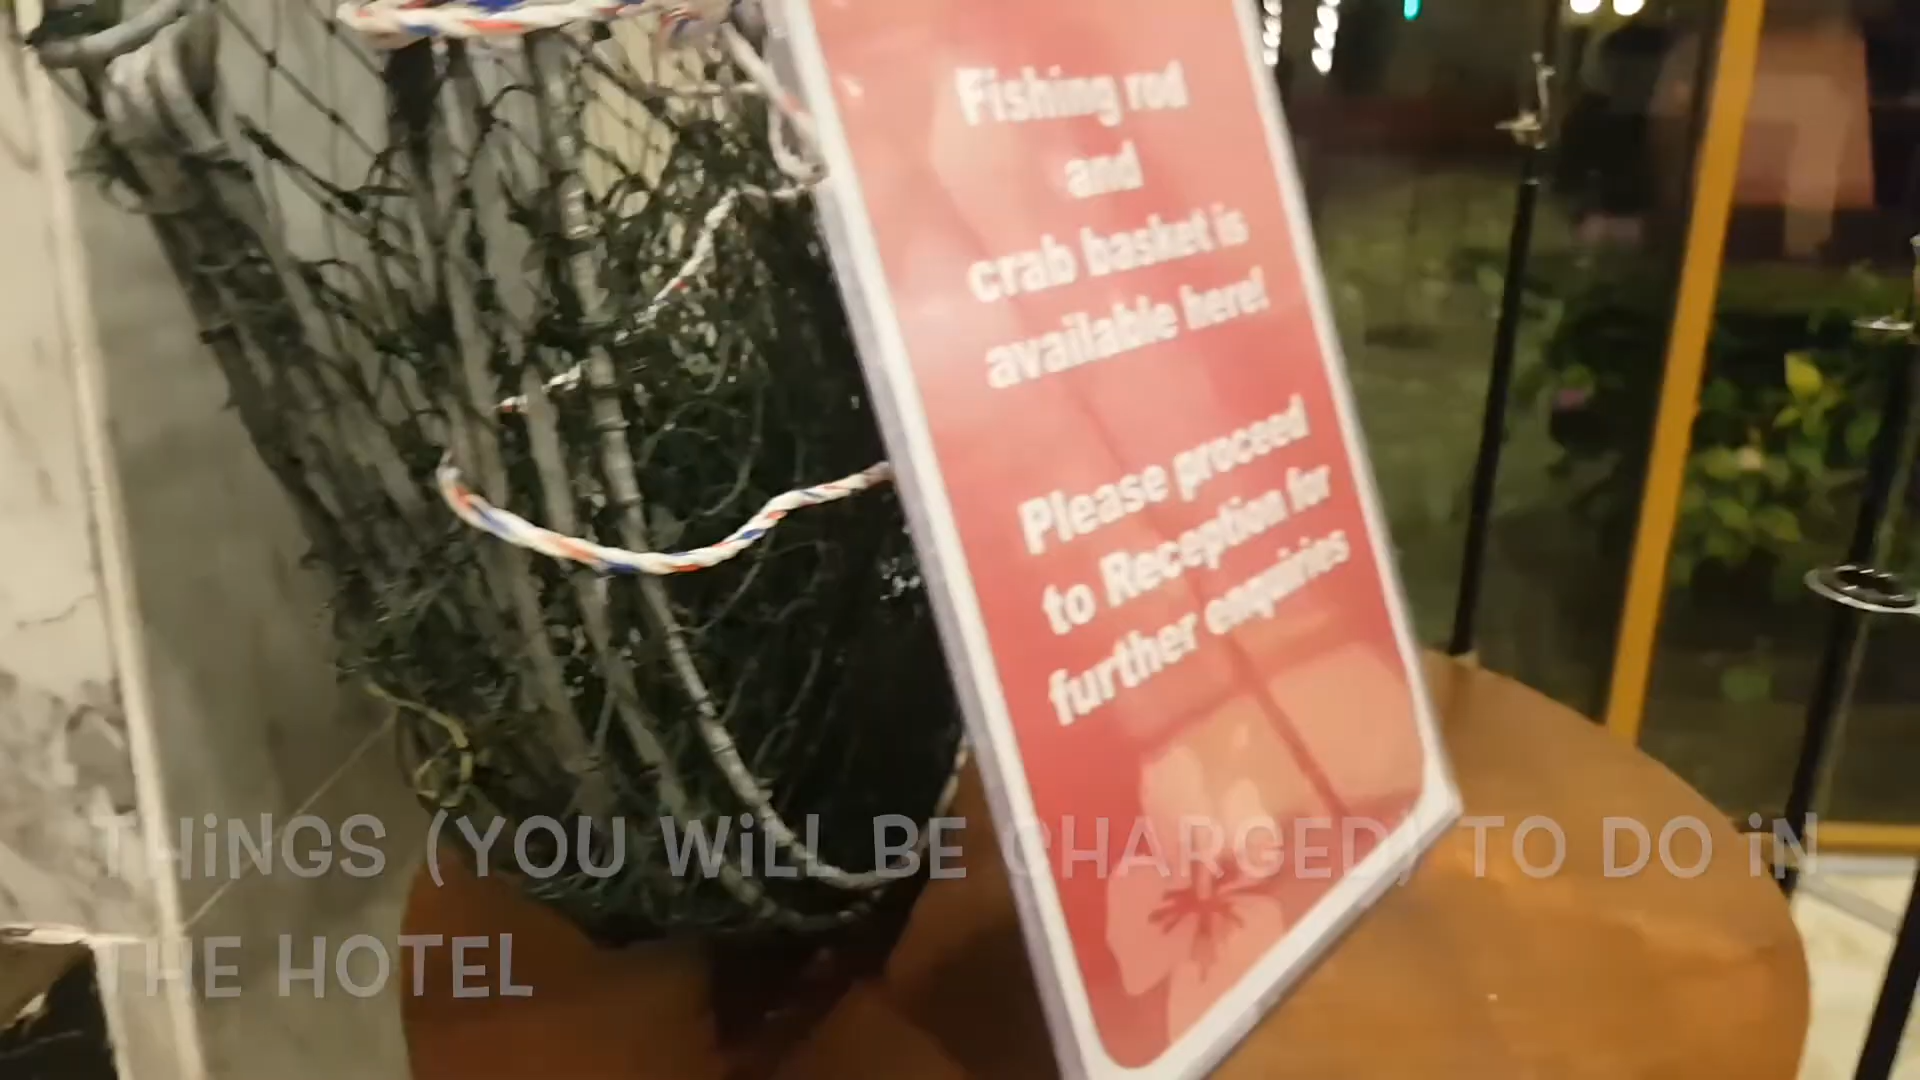 Fishing rod
and
crab basket is
available here!
Please proceed
to Reception for
further enquiries
THiNGS (YOU WiLL BE CHARGED) TO DO iN
THE HOTEL